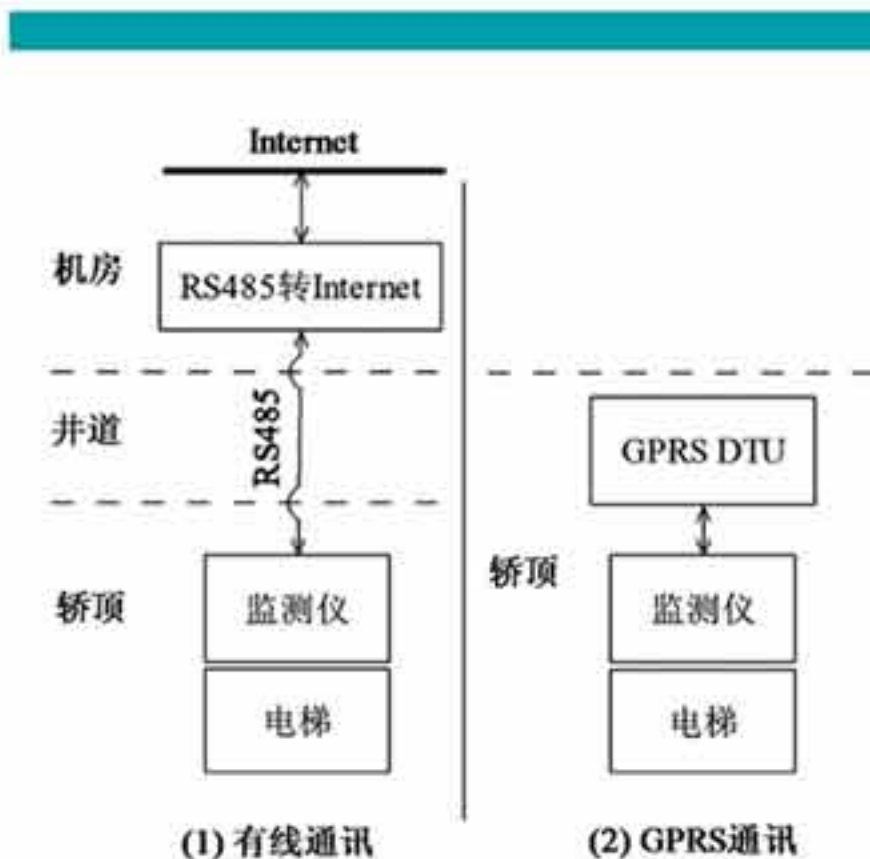 Internet
机房
RS485转Internet
井道
RS485
轿顶
监测仪
电梯
(1) 有线通讯
GPRS DTU
轿顶
监测仪
电梯
(2) GPRS通讯